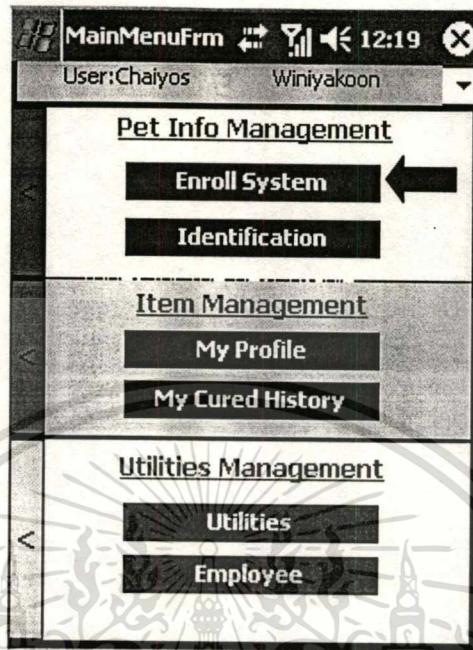 MainMenuFrm 12:19
User:Chaiyos Winiyakoon
Pet Info Management
< Enroll System
Identification
Item Management
< My Profile
My Cured History
Utilities Management
< Utilities
Employee